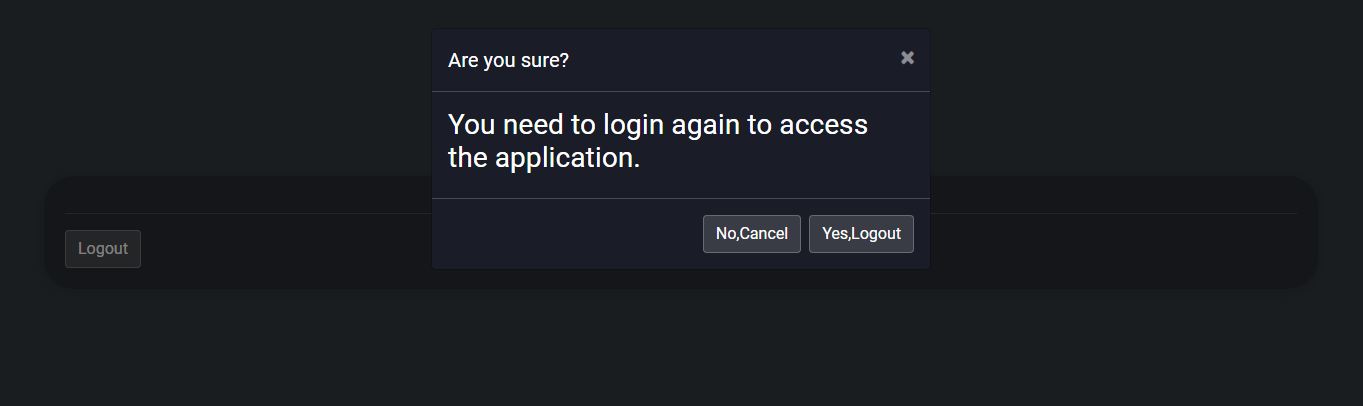 Are you sure?
You need to login again to access
the application.
No,Cancel
Yes,Logout
Logout